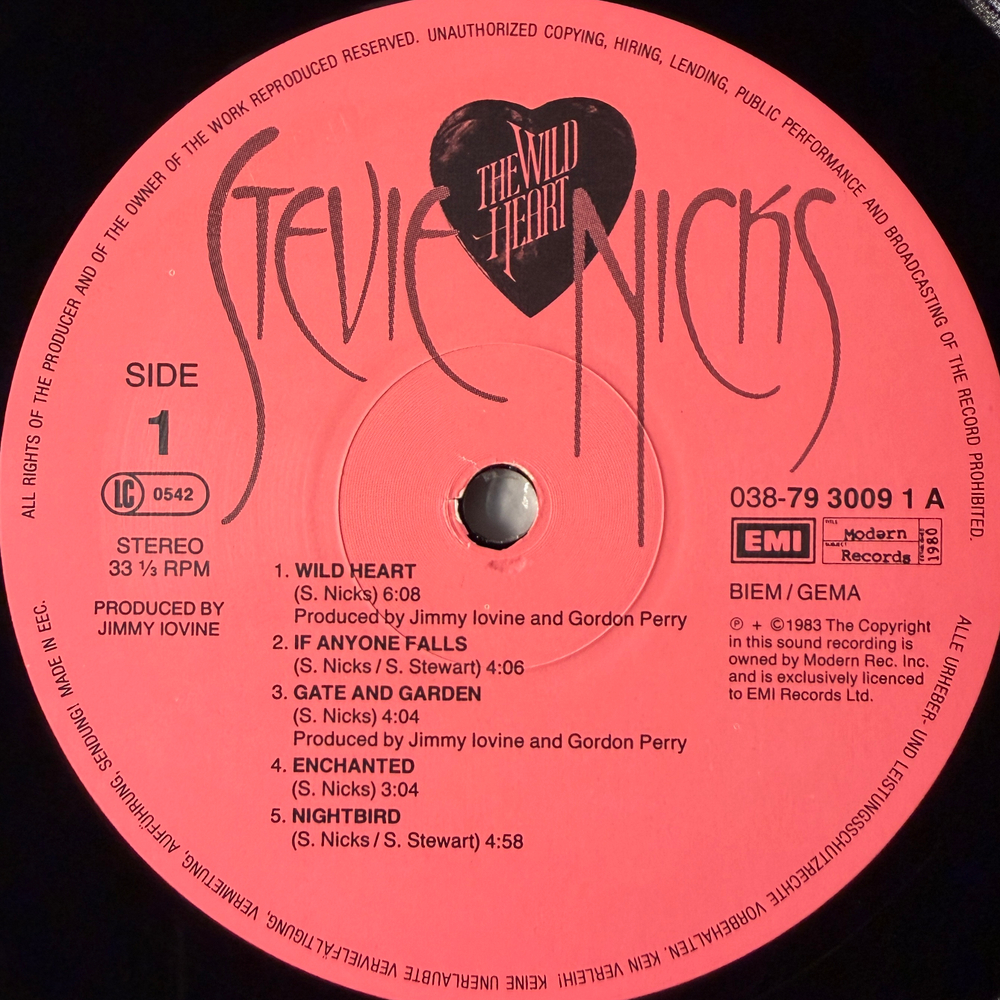 ALL RIGHTS OF THE PRODUCER AND OF THE OWNER OF THE WORK REPRODUCED RESERVED. UNAUTHORIZED COPYING, HIRING, LENDING, PUBLIC PERFORMANCE AND BROADCASTING OF THE RECORD PROHIBITED.
THE WILD
HEART
STEVIE NICKS
SIDE
1
LC 0542
STEREO
33 ⅓ RPM
PRODUCED BY
JIMMY IOVINE
038-79 3009 1 A
EMI
Modern
Records
1980
BIEM / GEMA
℗ + ©1983 The Copyright
in this sound recording is
owned by Modern Rec. Inc.
and is exclusively licenced
to EMI Records Ltd.
1. WILD HEART
(S. Nicks) 6:08
Produced by Jimmy Iovine and Gordon Perry
2. IF ANYONE FALLS
(S. Nicks / S. Stewart) 4:06
3. GATE AND GARDEN
(S. Nicks) 4:04
Produced by Jimmy Iovine and Gordon Perry
4. ENCHANTED
(S. Nicks) 3:04
5. NIGHTBIRD
(S. Nicks / S. Stewart) 4:58
ALLE URHEBER- UND LEISTUNGSSCHUTZRECHTE VORBEHALTEN. KEIN VERLEIH! KEINE UNERLAUBTE VERVIELFÄLTIGUNG, VERMIETUNG, AUFFÜHRUNG, SENDUNG! MADE IN EEC.